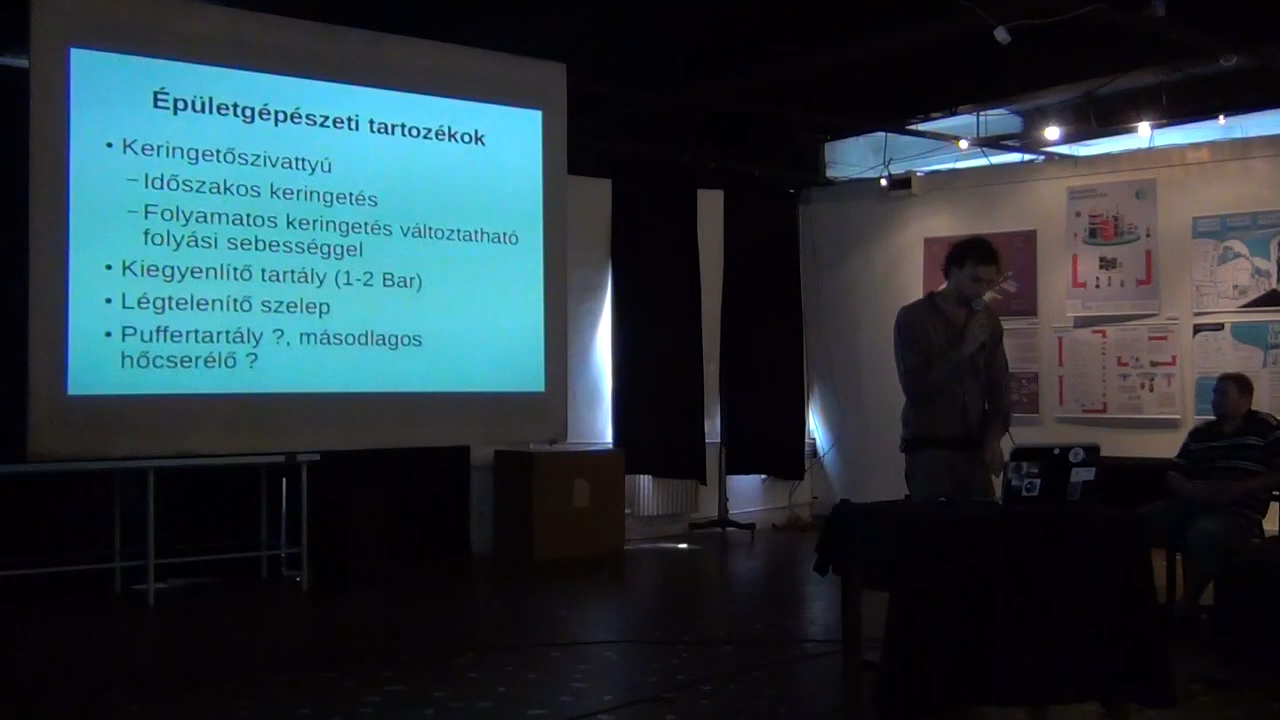 Épületgépészeti tartozékok
• Keringetőszivattyú
– Időszakos keringetés
– Folyamatos keringetés változtatható
folyási sebességgel
• Kiegyenlítő tartály (1-2 Bar)
• Légtelenítő szelep
• Puffertartály ?, másodlagos
hőcserélő ?